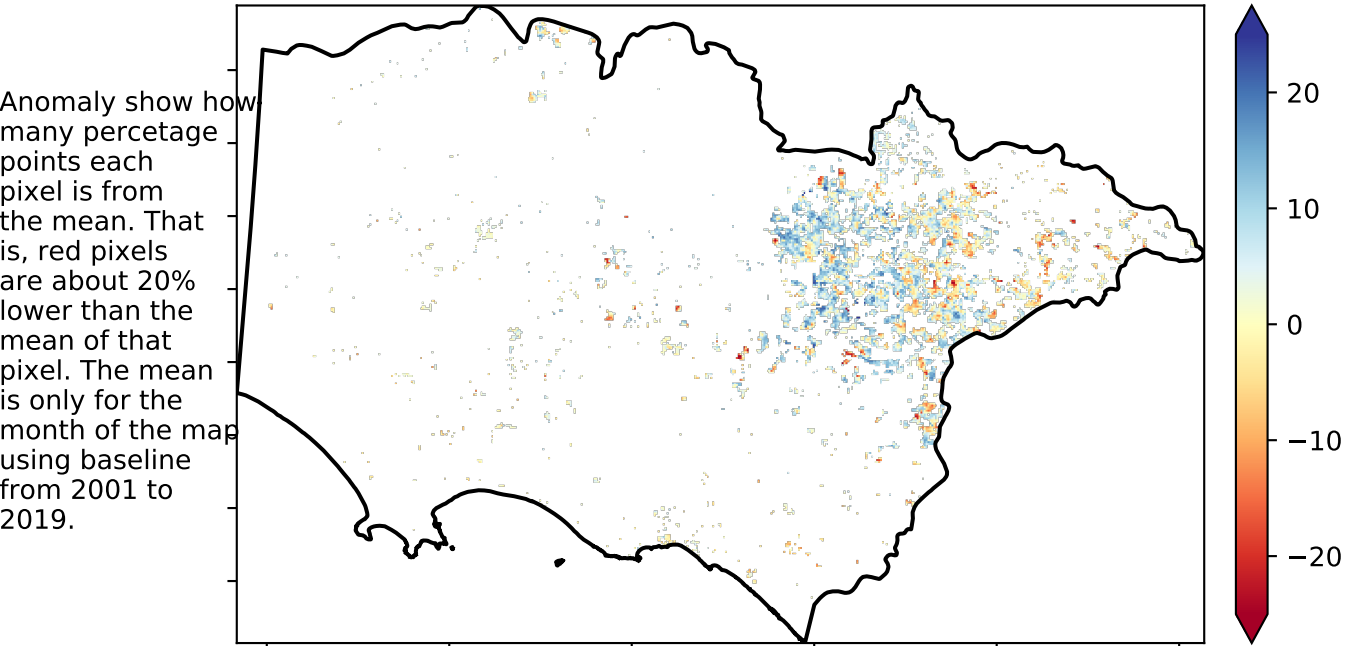 Anomaly show how
many percetage
points each
pixel is from
the mean. That
is, red pixels
are about 20%
lower than the
mean of that
pixel. The mean
is only for the
month of the map
using baseline
from 2001 to
2019.
20
10
0
−10
−20